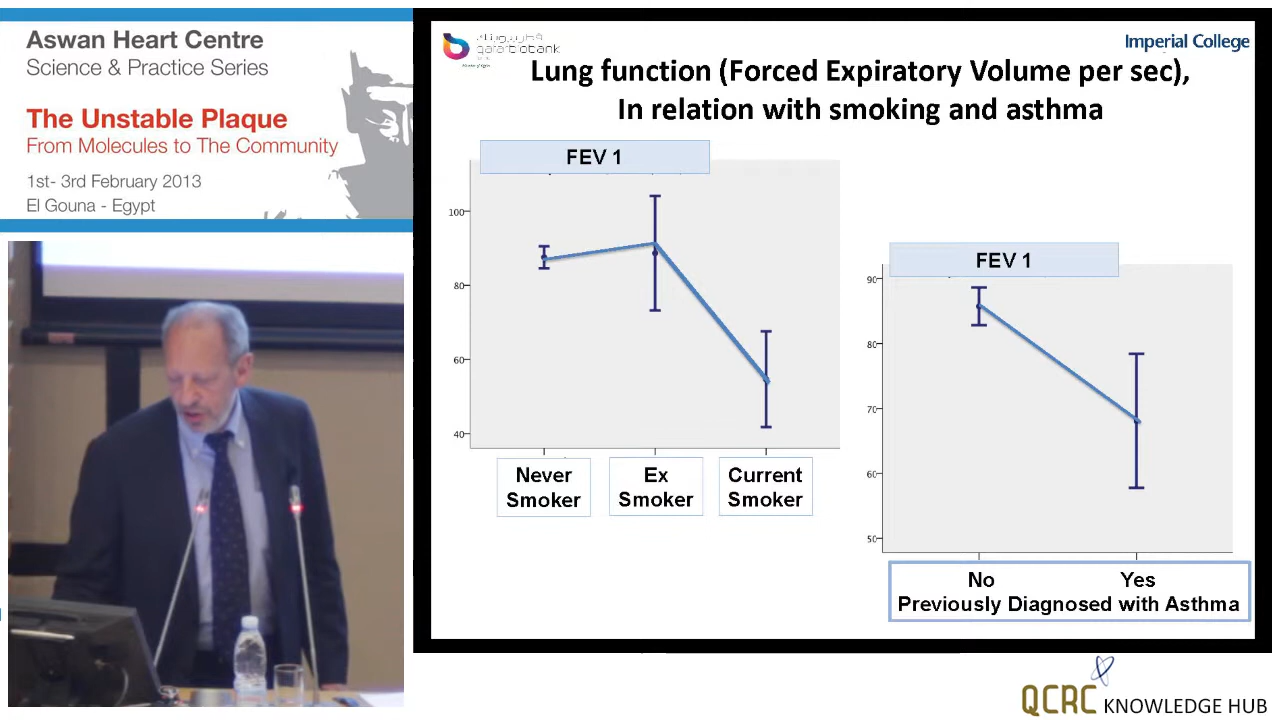 Aswan Heart Centre
Science & Practice Series
The Unstable Plaque
From Molecules to The Community
1st- 3rd February 2013
El Gouna - Egypt
qatar biobank
Imperial College
Lung function (Forced Expiratory Volume per sec),
In relation with smoking and asthma
FEV 1
100
80
60
40
Never
Smoker
Ex
Smoker
Current
Smoker
FEV 1
90
80
70
60
50
No Yes
Previously Diagnosed with Asthma
QCRC KNOWLEDGE HUB